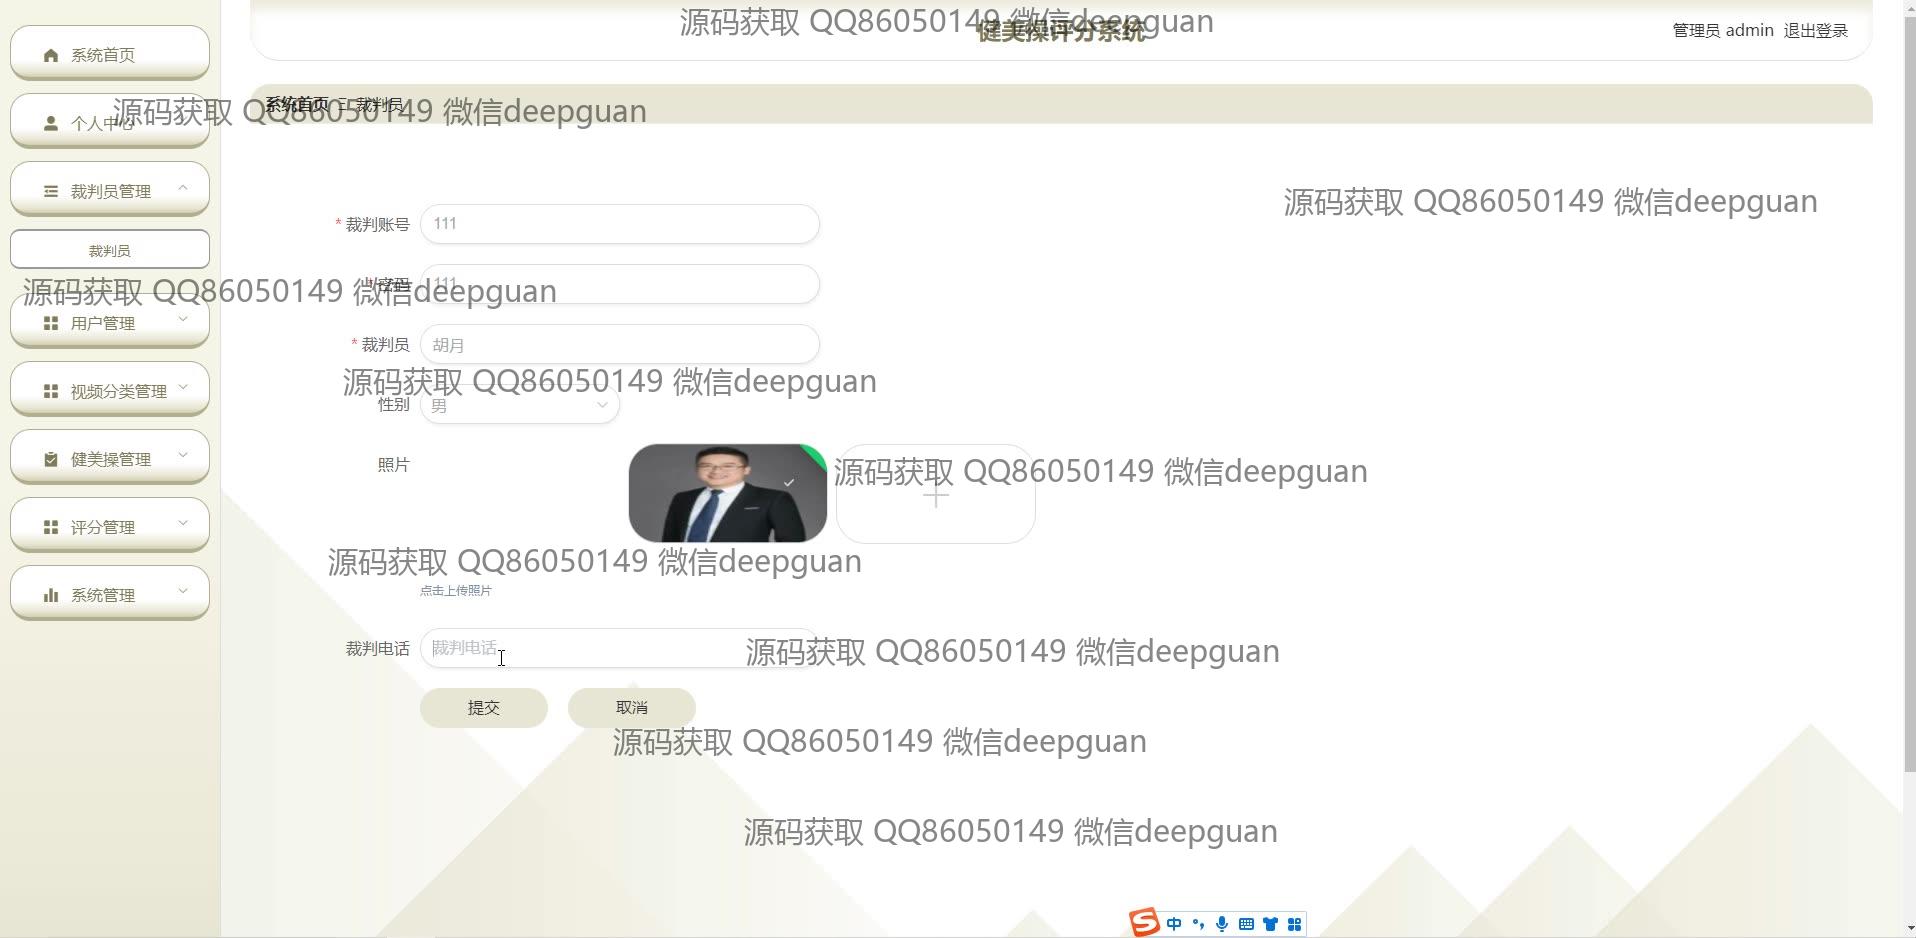 源码获取 QQ86050149 微信deepguan
健美操评分系统
管理员 admin 退出登录
系统首页
系统首页 三 裁判员
源码获取 QQ86050149 微信deepguan
个人中心
源码获取 QQ86050149 微信deepguan
裁判员管理
* 裁判账号 111
裁判员
* 密码 111
源码获取 QQ86050149 微信deepguan
用户管理
* 裁判员 胡月
源码获取 QQ86050149 微信deepguan
视频分类管理
性别 男
健美操管理
照片
源码获取 QQ86050149 微信deepguan
评分管理
源码获取 QQ86050149 微信deepguan
系统管理
点击上传照片
裁判电话 裁判电话
源码获取 QQ86050149 微信deepguan
提交 取消
源码获取 QQ86050149 微信deepguan
源码获取 QQ86050149 微信deepguan
S 中